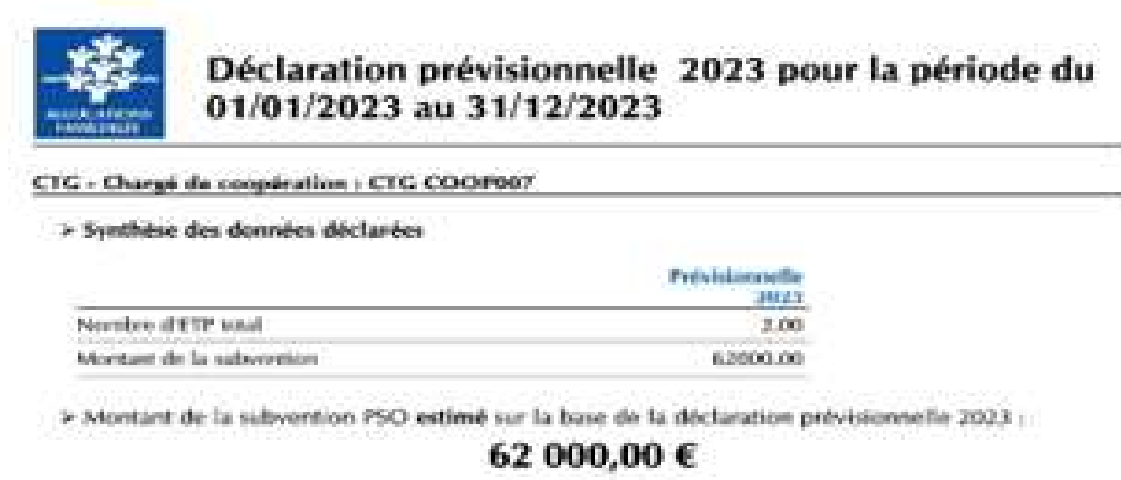 ALLOCATIONS
FAMILIALES
Déclaration prévisionnelle 2023 pour la période du
01/01/2023 au 31/12/2023
CTG - Chargé de coopération : CTG COOP007
➢ Synthèse des données déclarées
Prévisionnelle
2023
Nombre d'ETP total 2.00
Montant de la subvention 62000.00
➢ Montant de la subvention PSO estimé sur la base de la déclaration prévisionnelle 2023 :
62 000,00 €